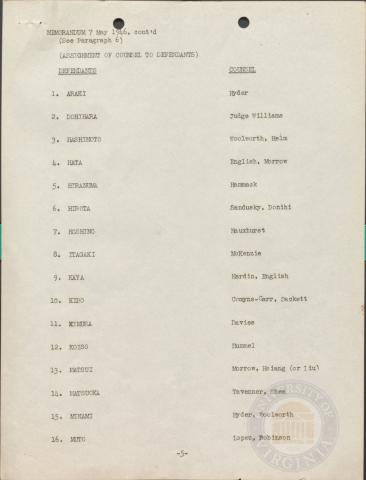 MEMORANDUM 7 May 1946, cont'd
(See Paragraph 6)
(ASSIGNMENT OF COUNSEL TO DEFENDANTS)
DEFENDANTS COUNSEL
1. ARAKI Hyder
2. DOHIHARA Judge Williams
3. HASHIMOTO Woolworth, Helm
4. HATA English, Morrow
5. HIRANUMA Hammack
6. HIROTA Sandusky, Donihi
7. HOSHINO Hauxhurst
8. ITAGAKI McKenzie
9. KAYA Hardin, English
10. KIDO Comyns-Carr, Sackett
11. KIMURA Davies
12. KOISO Hummel
13. MATSUI Morrow, Hsiang (or Liu)
14. MATSUOKA Tavenner, Shea
15. MINAMI Hyder, Woolworth
16. MUTO Lopez, Robinson
-5-
UNIVERSITY OF VIRGINIA